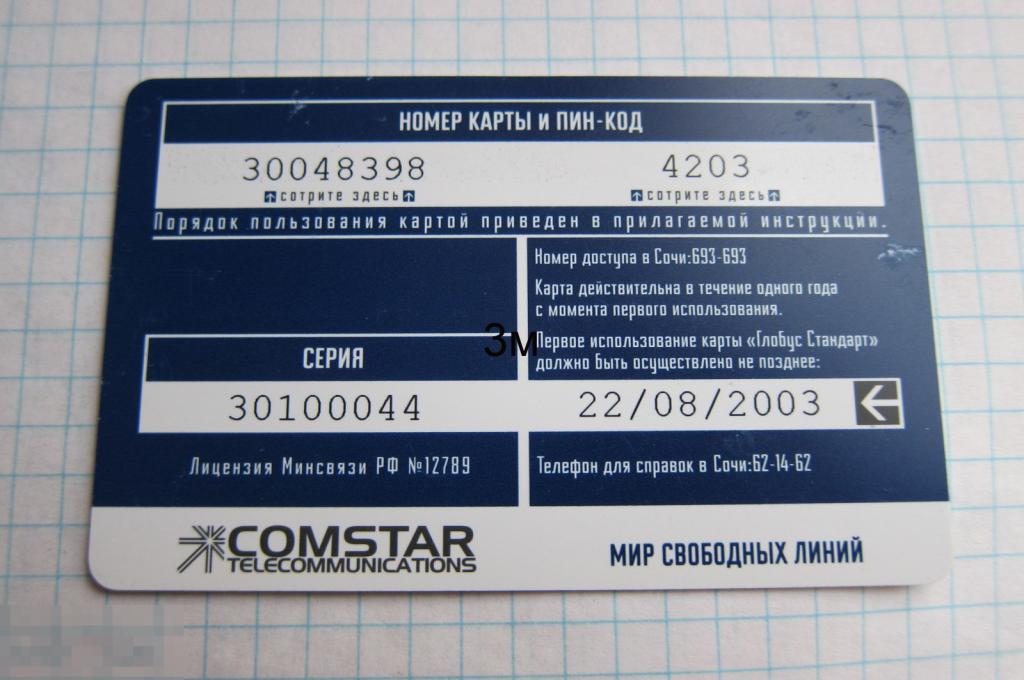 НОМЕР КАРТЫ и ПИН-КОД
30048398 4203
сотрите здесь сотрите здесь
Порядок пользования картой приведен в прилагаемой инструкции.
Номер доступа в Сочи:693-693
Карта действительна в течение одного года
с момента первого использования.
3м
Первое использование карты «Глобус Стандарт»
должно быть осуществлено не позднее:
СЕРИЯ
30100044 22/08/2003
Лицензия Минсвязи РФ №12789
Телефон для справок в Сочи:62-14-62
COMSTAR
TELECOMMUNICATIONS
МИР СВОБОДНЫХ ЛИНИЙ